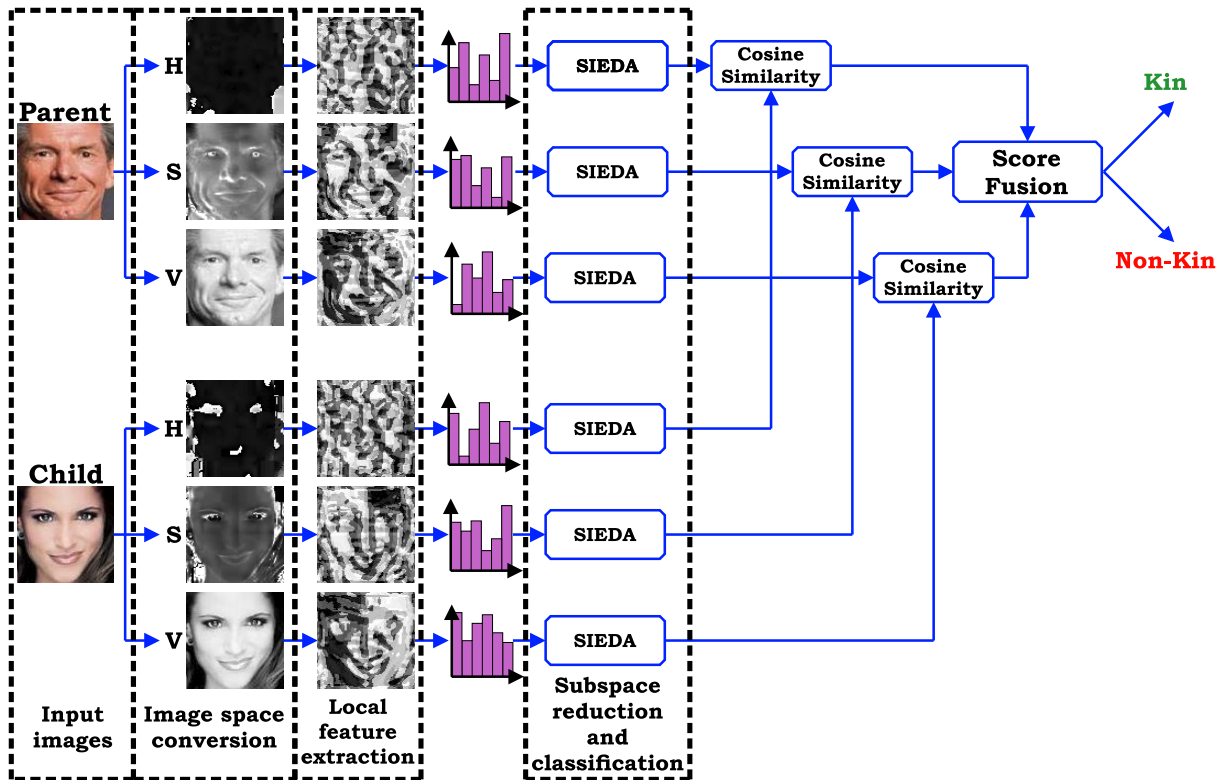 Parent
H
S
V
SIEDA
SIEDA
SIEDA
Cosine
Similarity
Cosine
Similarity
Cosine
Similarity
Score
Fusion
Kin
Non-Kin
Child
H
S
V
SIEDA
SIEDA
SIEDA
Input
images
Image space
conversion
Local
feature
extraction
Subspace
reduction
and
classification